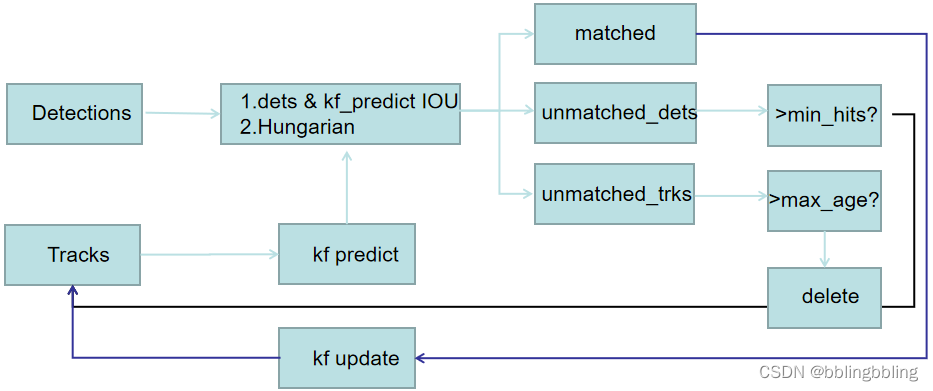 matched
Detections
1.dets & kf_predict IOU
2.Hungarian
unmatched_dets
>min_hits?
unmatched_trks
>max_age?
Tracks
kf predict
delete
kf update
CSDN @bblingbbling